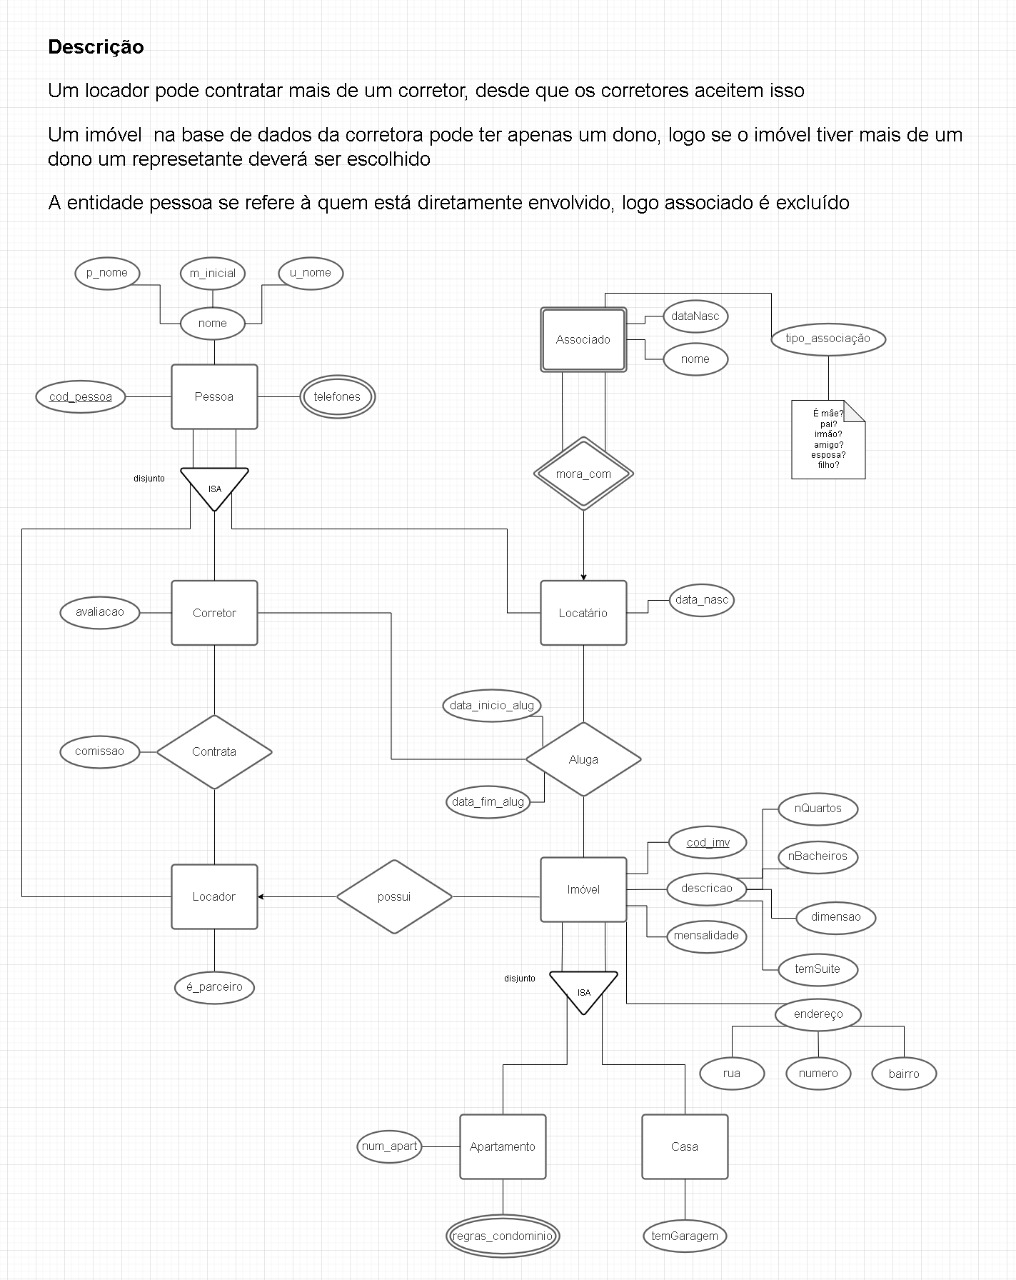 Descrição
Um locador pode contratar mais de um corretor, desde que os corretores aceitem isso
Um imóvel na base de dados da corretora pode ter apenas um dono, logo se o imóvel tiver mais de um
dono um represetante deverá ser escolhido
A entidade pessoa se refere à quem está diretamente envolvido, logo associado é excluído
p_nome
m_inicial
u_nome
nome
Pessoa
cod_pessoa
telefones
disjunto
ISA
Associado
dataNasc
nome
tipo_associação
É mãe?
pai?
irmão?
amigo?
esposa?
filho?
mora_com
avaliacao
Corretor
Locatário
data_nasc
data_inicio_alug
comissao
Contrata
Aluga
data_fim_alug
nQuartos
cod_imv
nBacheiros
Locador
possui
Imóvel
descricao
dimensao
mensalidade
temSuite
é_parceiro
disjunto
ISA
endereço
rua
numero
bairro
num_apart
Apartamento
Casa
regras_condominio
temGaragem